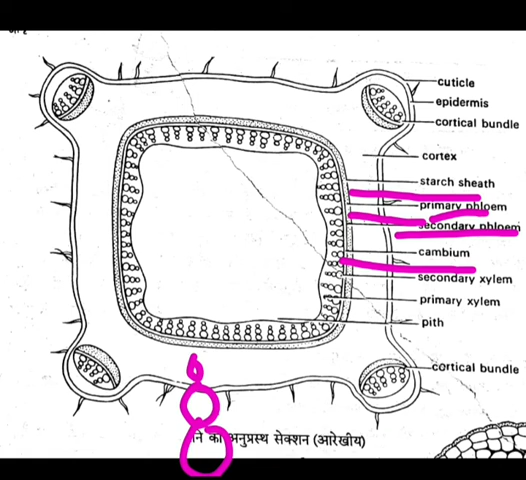 cuticle
epidermis
cortical bundle
cortex
starch sheath
primary phloem
secondary phloem
cambium
secondary xylem
primary xylem
pith
cortical bundle
अनुप्रस्थ सेक्शन (आरेखीय)